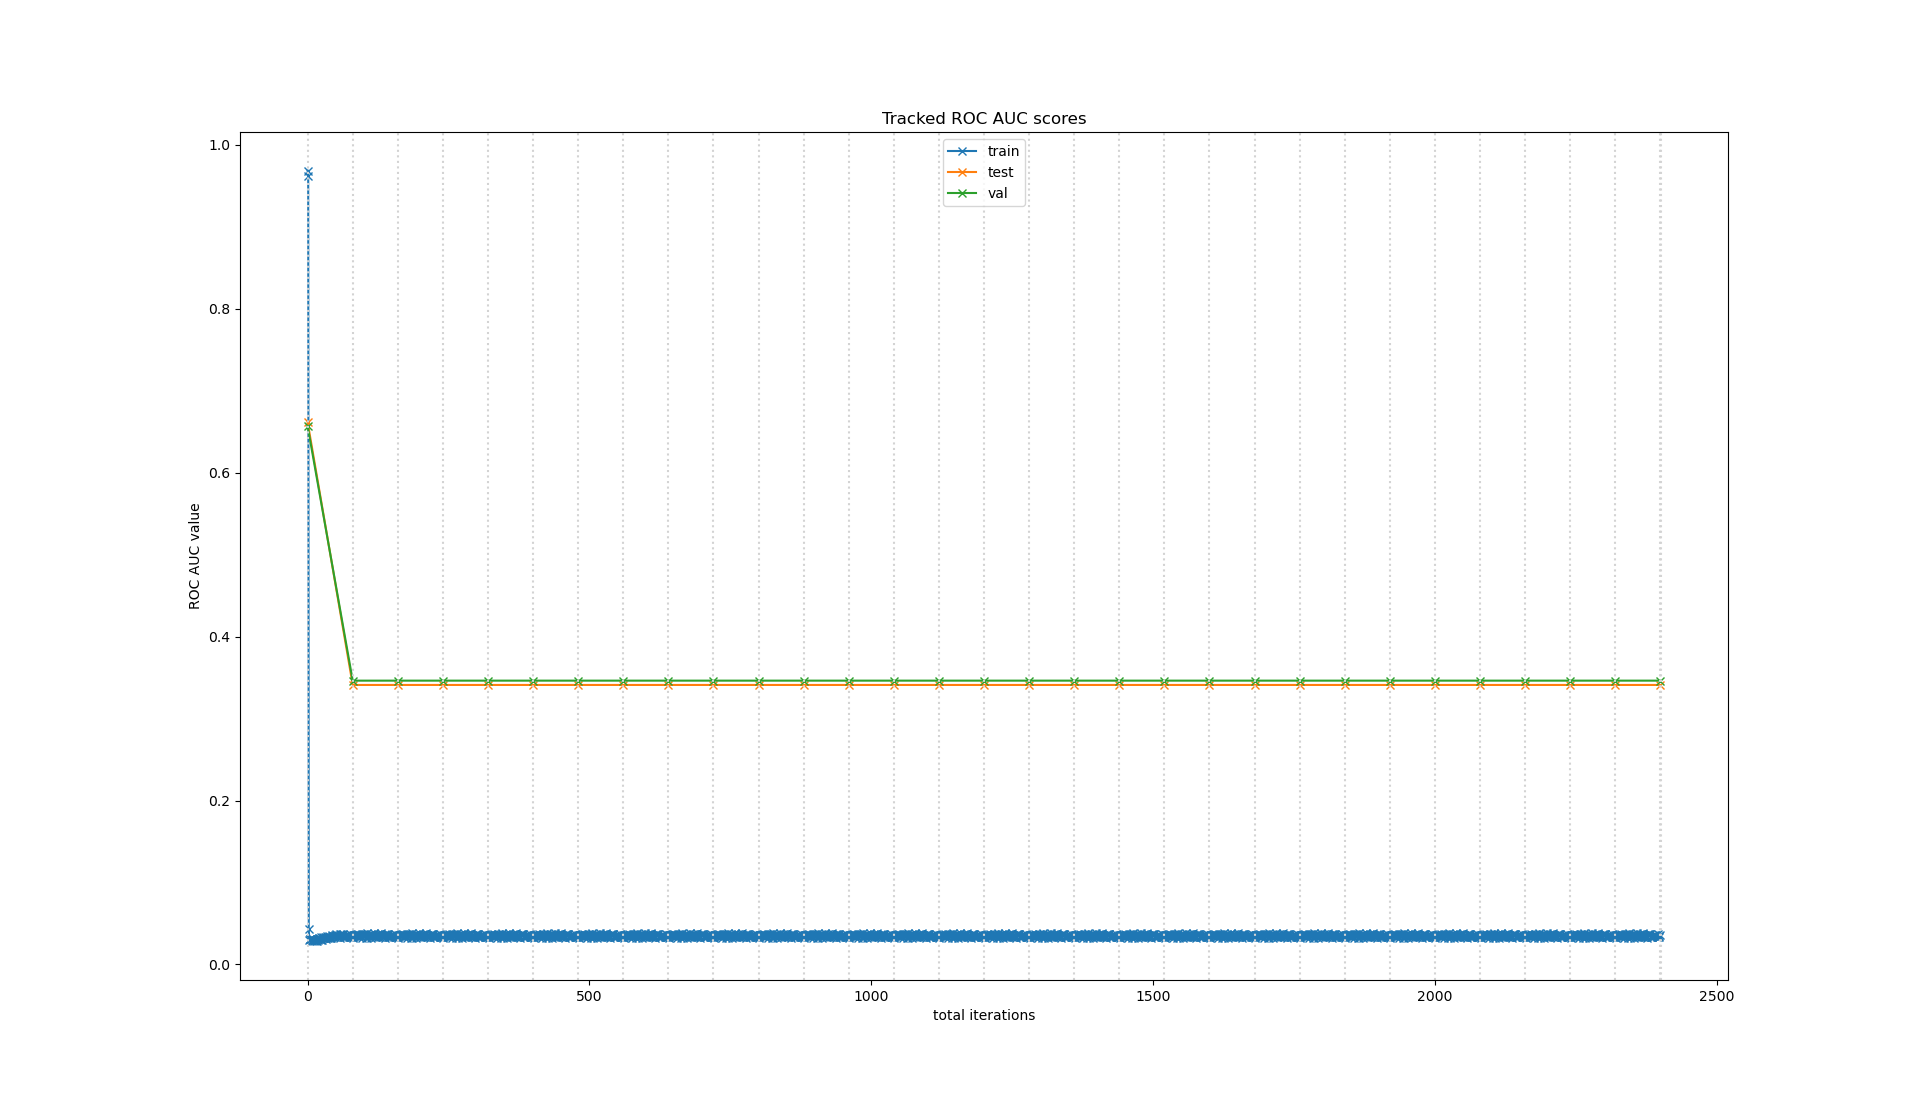 Tracked ROC AUC scores
train
test
val
1.0
0.8
0.6
0.4
0.2
0.0
ROC AUC value
0
500
1000
1500
2000
2500
total iterations